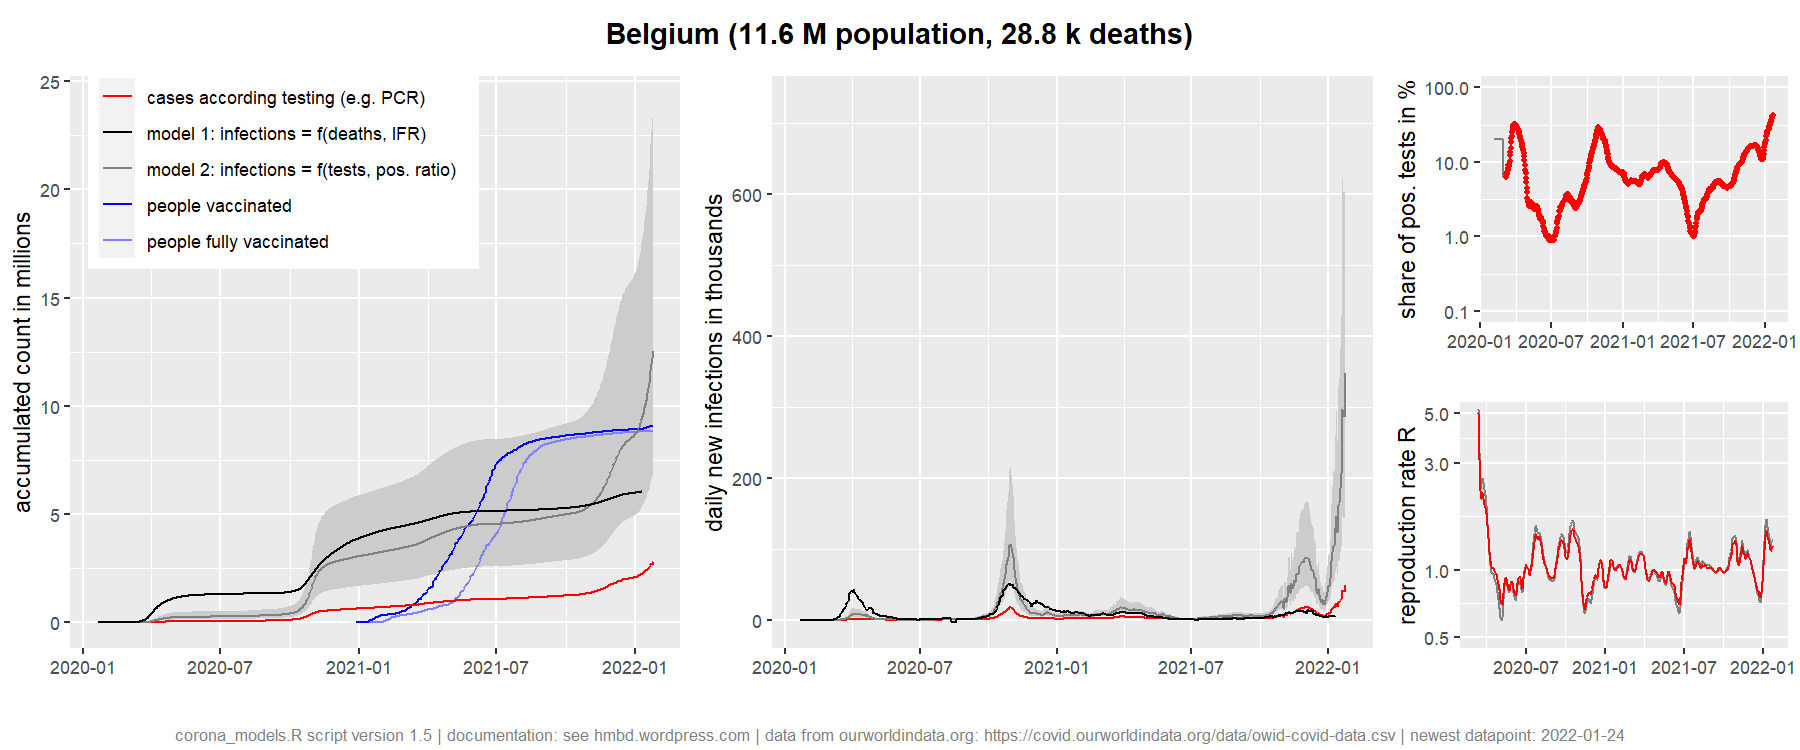 Belgium (11.6 M population, 28.8 k deaths)
accumulated count in millions
25
20
15
10
5
0
cases according testing (e.g. PCR)
model 1: infections = f(deaths, IFR)
model 2: infections = f(tests, pos. ratio)
people vaccinated
people fully vaccinated
2020-01 2020-07 2021-01 2021-07 2022-01
daily new infections in thousands
600
400
200
0
2020-01 2020-07 2021-01 2021-07 2022-01
share of pos. tests in %
100.0
10.0
1.0
0.1
2020-01 2020-07 2021-01 2021-07 2022-01
reproduction rate R
5.0
3.0
1.0
0.5
2020-07 2021-01 2021-07 2022-01
corona_models.R script version 1.5 | documentation: see hmbd.wordpress.com | data from ourworldindata.org: https://covid.ourworldindata.org/data/owid-covid-data.csv | newest datapoint: 2022-01-24